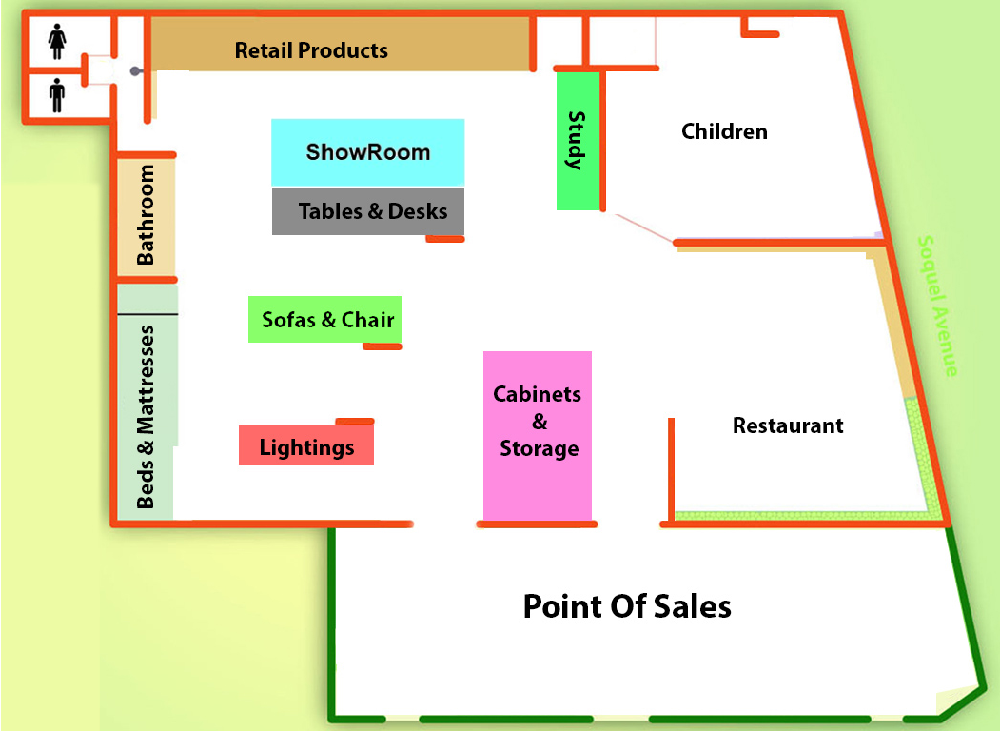 Retail Products
Study
Children
ShowRoom
Tables & Desks
Bathroom
Soquel Avenue
Sofas & Chair
Beds & Mattresses
Cabinets
&
Storage
Restaurant
Lightings
Point Of Sales